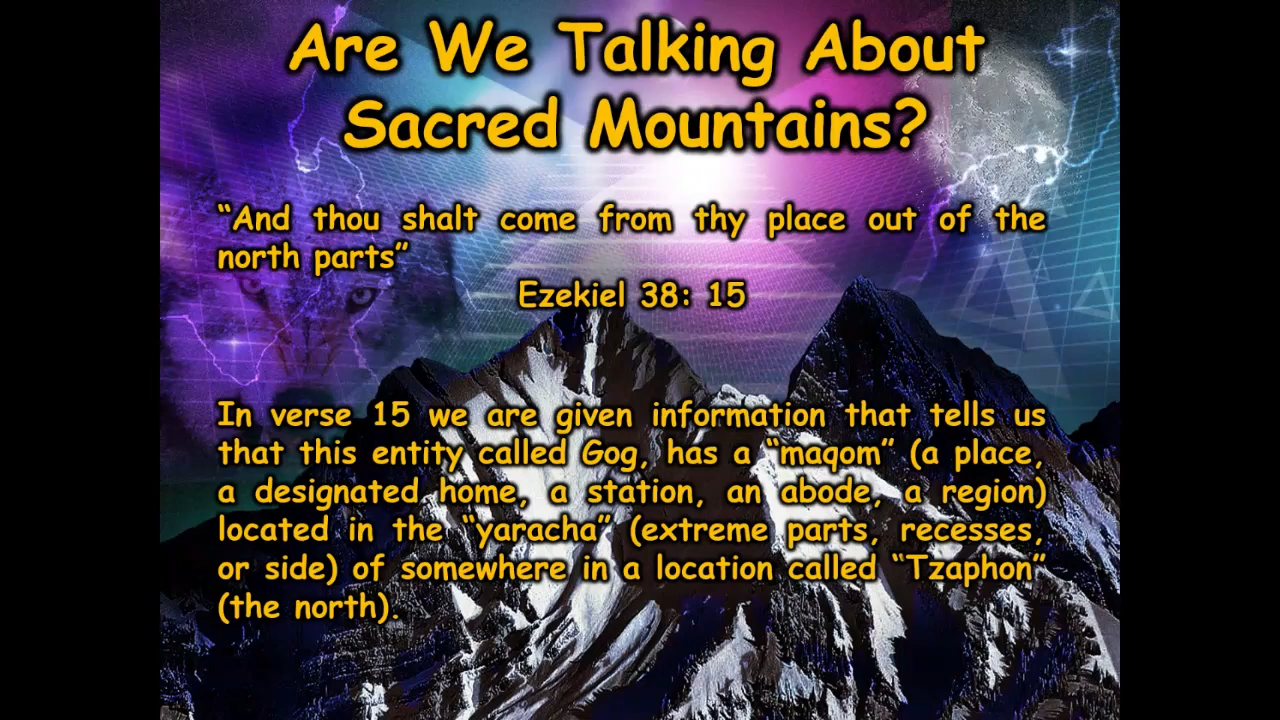 Are We Talking About
Sacred Mountains?
“And thou shalt come from thy place out of the
north parts”
Ezekiel 38: 15
In verse 15 we are given information that tells us
that this entity called Gog, has a “maqom” (a place,
a designated home, a station, an abode, a region)
located in the “yaracha” (extreme parts, recesses,
or side) of somewhere in a location called “Tzaphon”
(the north).